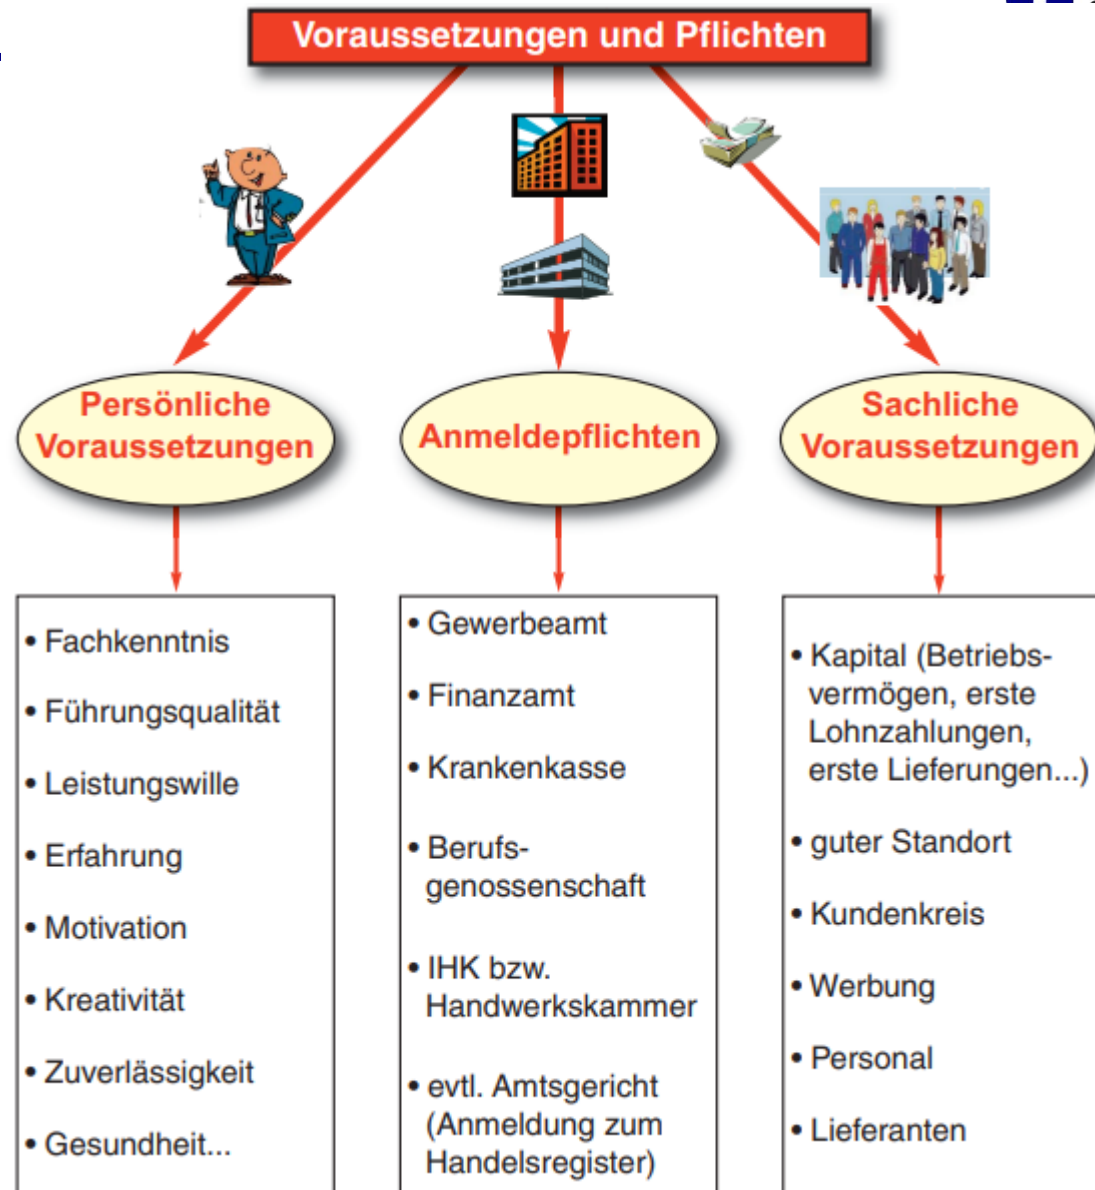 Voraussetzungen und Pflichten
Persönliche
Voraussetzungen
• Fachkenntnis
• Führungsqualität
• Leistungswille
• Erfahrung
• Motivation
• Kreativität
• Zuverlässigkeit
• Gesundheit...
Anmeldepflichten
• Gewerbeamt
• Finanzamt
• Krankenkasse
• Berufs-
genossenschaft
• IHK bzw.
Handwerkskammer
• evtl. Amtsgericht
(Anmeldung zum
Handelsregister)
Sachliche
Voraussetzungen
• Kapital (Betriebs-
vermögen, erste
Lohnzahlungen,
erste Lieferungen...)
• guter Standort
• Kundenkreis
• Werbung
• Personal
• Lieferanten